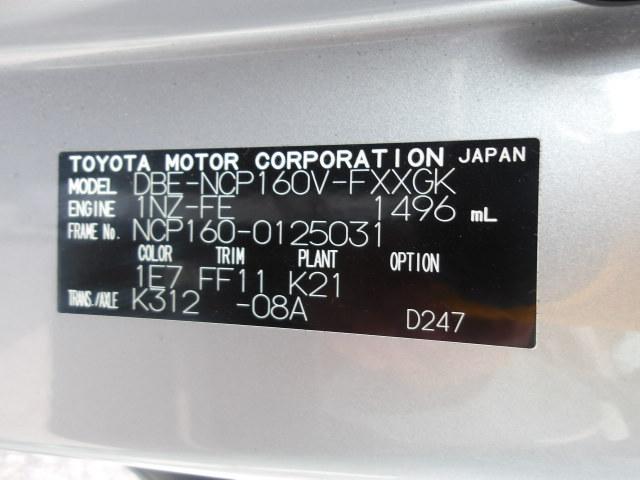 TOYOTA MOTOR CORPORATION JAPAN
MODEL DBE-NCP160V-FXXGK
ENGINE 1NZ-FE 1496 mL
FRAME No. NCP160-0125031
COLOR TRIM PLANT OPTION
1E7 FF11 K21
TRANS./AXLE K312 -08A
D247